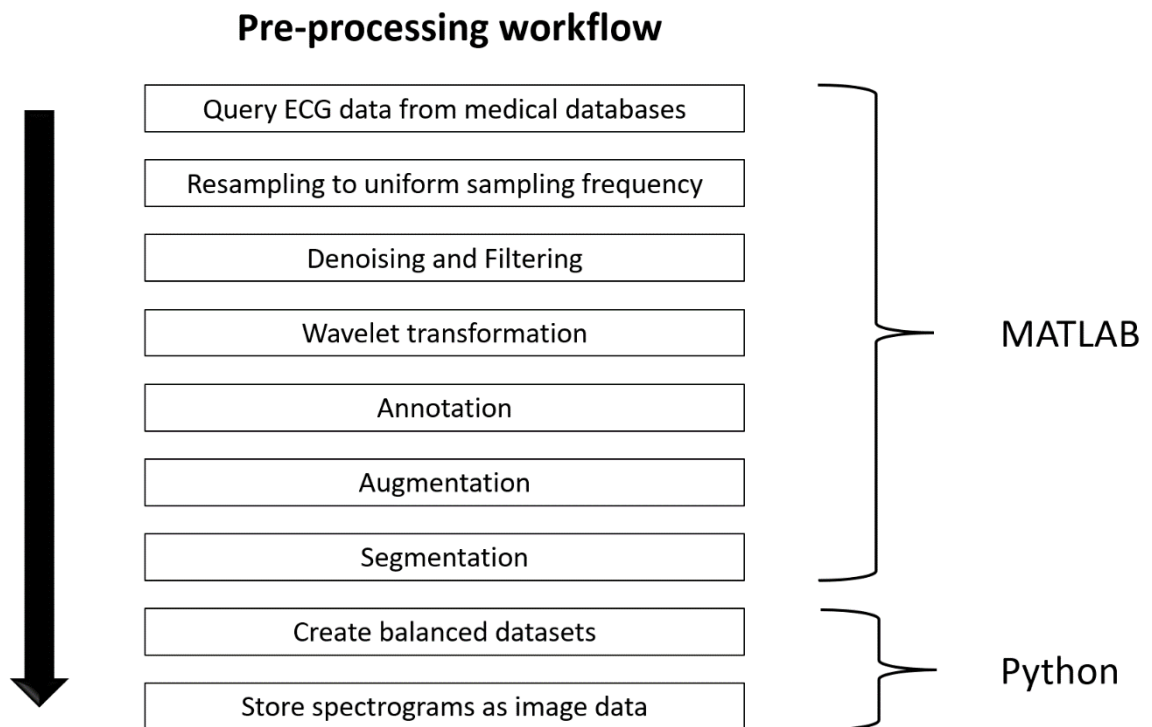 Pre-processing workflow
Query ECG data from medical databases
Resampling to uniform sampling frequency
Denoising and Filtering
Wavelet transformation
Annotation
Augmentation
Segmentation
MATLAB
Create balanced datasets
Store spectrograms as image data
Python